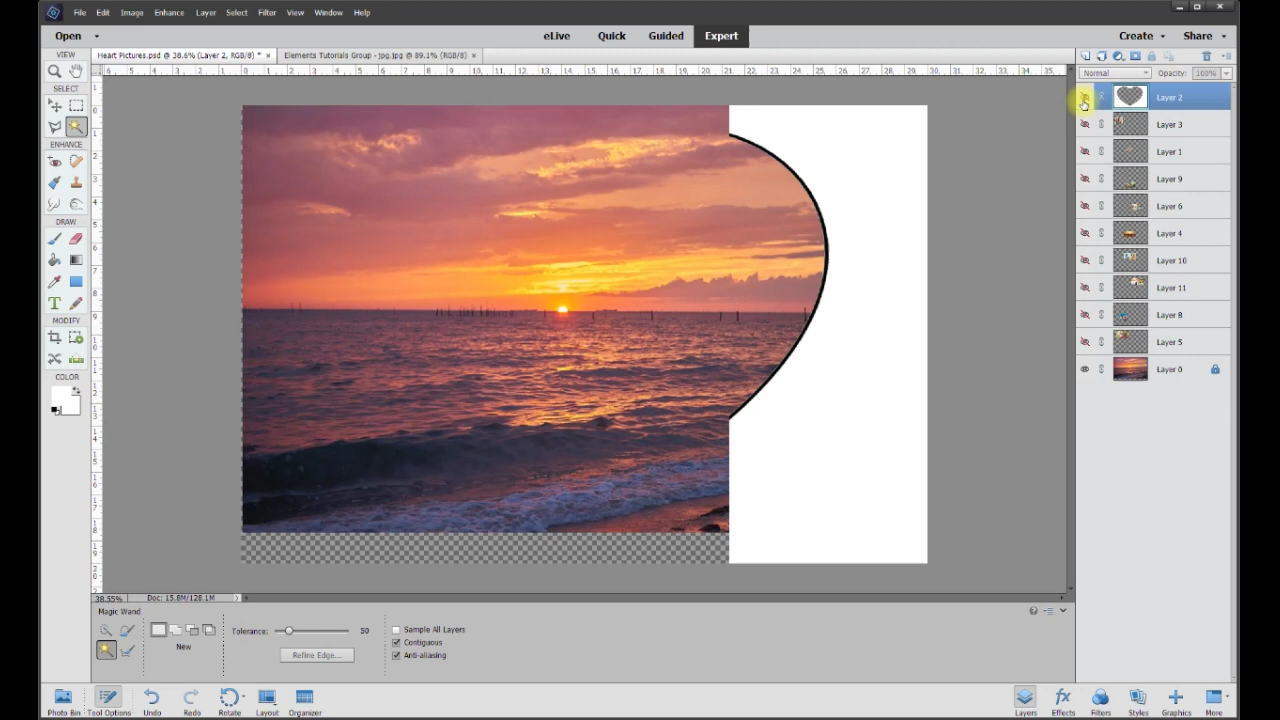 File Edit Image Enhance Layer Select Filter View Window Help
Open eLive Quick Guided Expert Create Share
VIEW Heart Pictures.psd @ 38.6% (Layer 2, RGB/8) * × Elements Tutorials Group - jpg.jpg @ 89.1% (RGB/8) ×
Normal Opacity: 100%
SELECT
ENHANCE
DRAW
MODIFY
COLOR
Layer 2
Layer 3
Layer 1
Layer 9
Layer 6
Layer 4
Layer 10
Layer 11
Layer 8
Layer 5
Layer 0
38.55% Doc: 15.8M/128.1M
Magic Wand
New
Tolerance: 50
Refine Edge...
Sample All Layers
Contiguous
Anti-aliasing
Photo Bin Tool Options Undo Redo Rotate Layout Organizer Layers Effects Filters Styles Graphics More